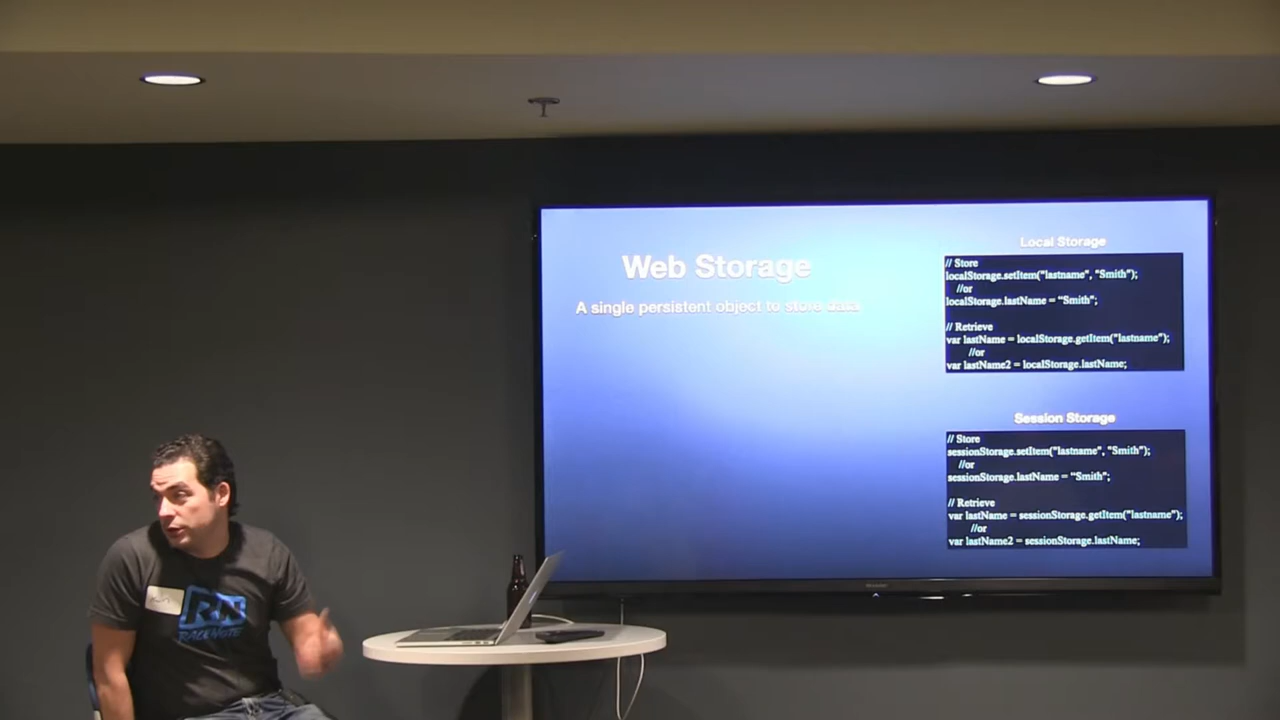 Web Storage
A single persistent object to store data
Local Storage
// Store
localStorage.setItem("lastname", "Smith");
//or
localStorage.lastName = "Smith";
// Retrieve
var lastName = localStorage.getItem("lastname");
//or
var lastName2 = localStorage.lastName;
Session Storage
// Store
sessionStorage.setItem("lastname", "Smith");
//or
sessionStorage.lastName = "Smith";
// Retrieve
var lastName = sessionStorage.getItem("lastname");
//or
var lastName2 = sessionStorage.lastName;
RN
RACENOTE